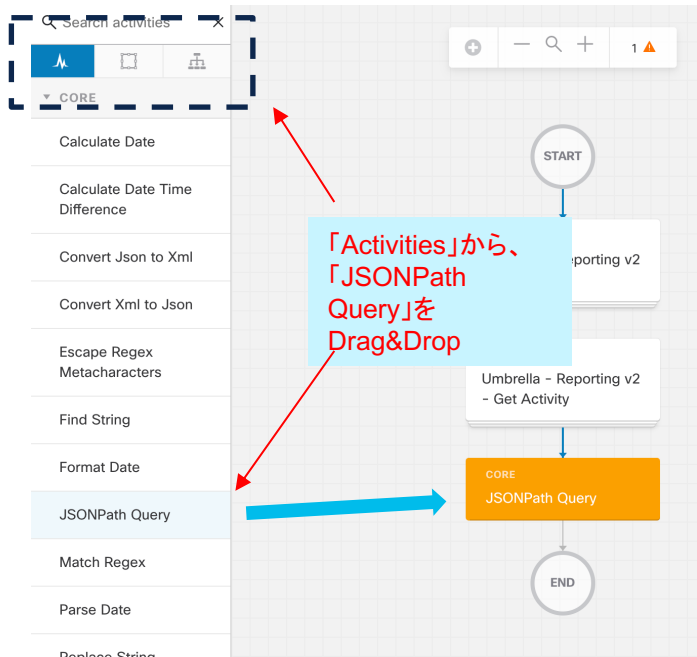 Search activities
CORE
Calculate Date
Calculate Date Time
Difference
Convert Json to Xml
Convert Xml to Json
Escape Regex
Metacharacters
Find String
Format Date
JSONPath Query
Match Regex
Parse Date
Replace String
1
START
「Activities」から、
「JSONPath
Query」を
Drag&Drop
eporting v2
Umbrella - Reporting v2
- Get Activity
CORE
JSONPath Query
END